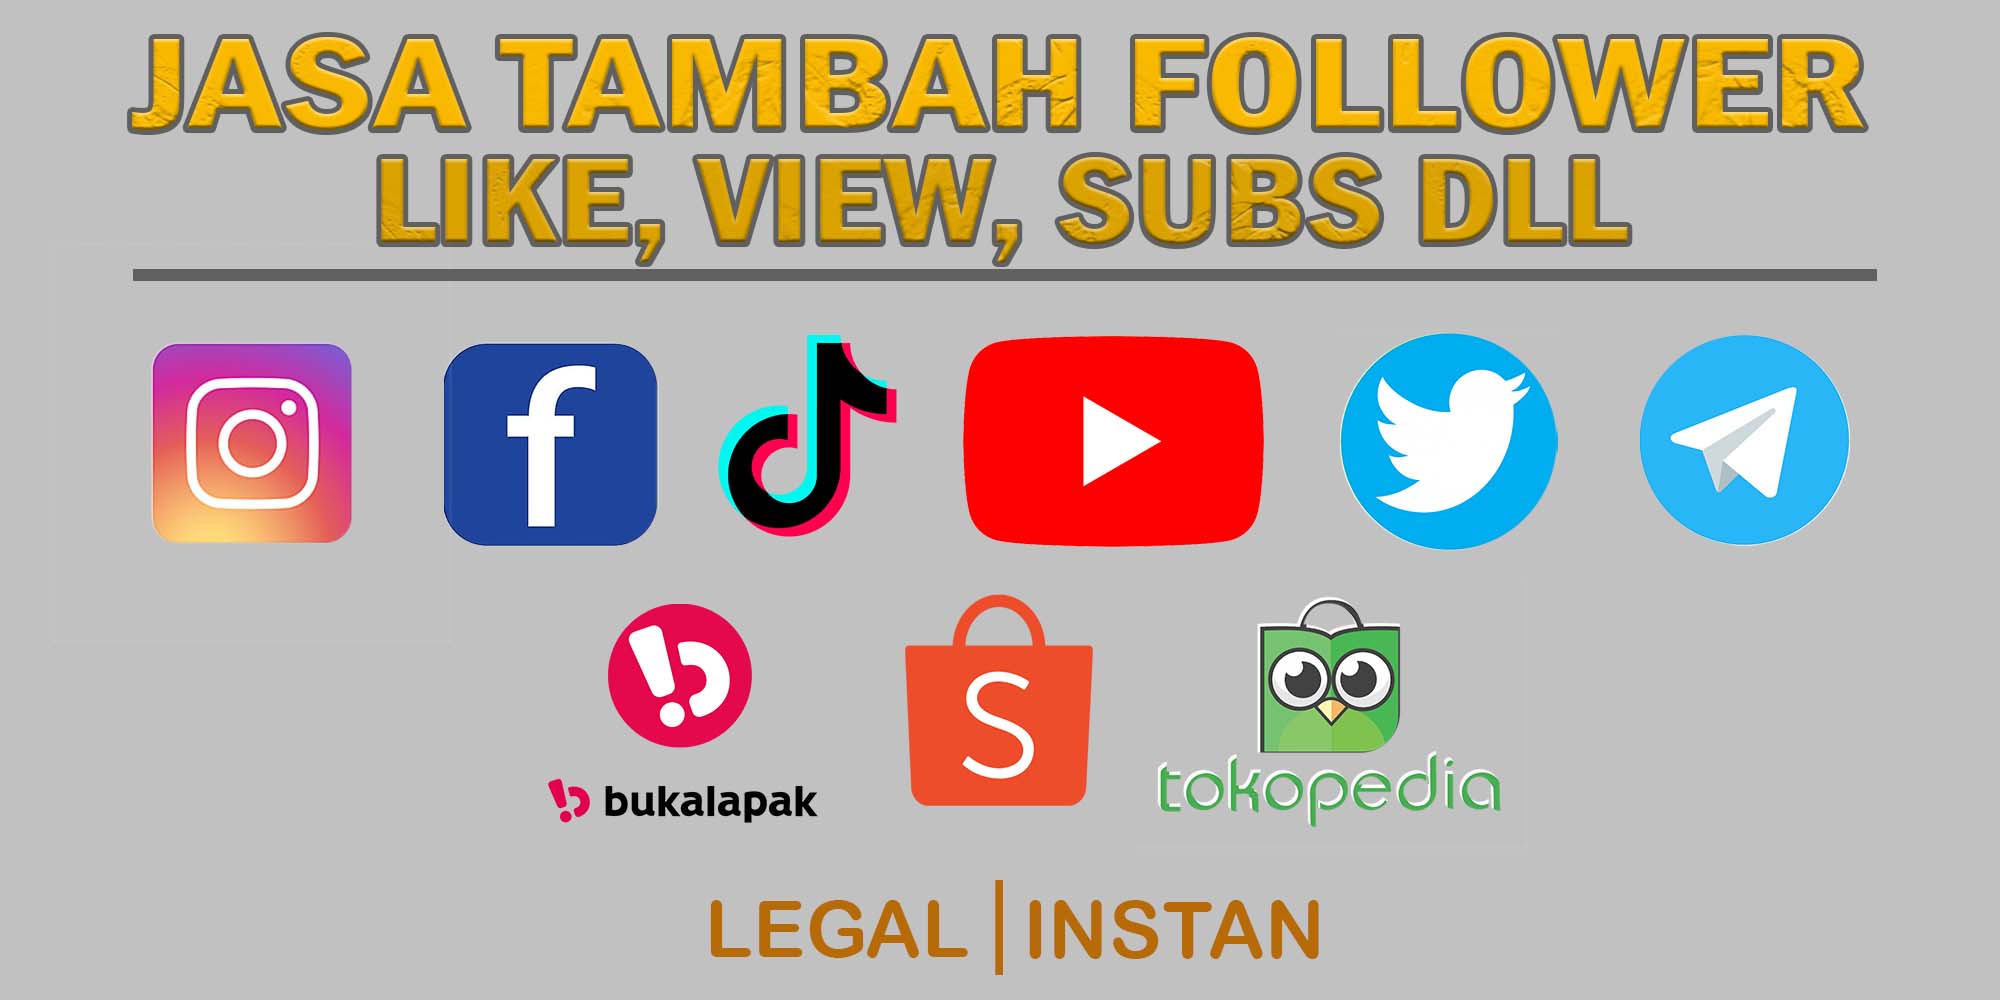 JASA TAMBAH FOLLOWER
LIKE, VIEW, SUBS DLL
bukalapak
S
tokopedia
LEGAL | INSTAN